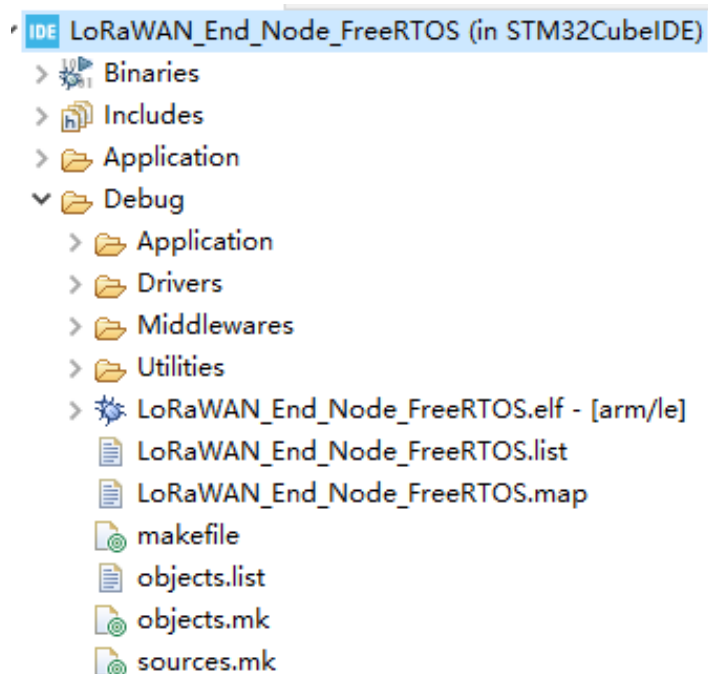 IDE LoRaWAN_End_Node_FreeRTOS (in STM32CubeIDE)
Binaries
Includes
Application
Debug
Application
Drivers
Middlewares
Utilities
LoRaWAN_End_Node_FreeRTOS.elf - [arm/le]
LoRaWAN_End_Node_FreeRTOS.list
LoRaWAN_End_Node_FreeRTOS.map
makefile
objects.list
objects.mk
sources.mk